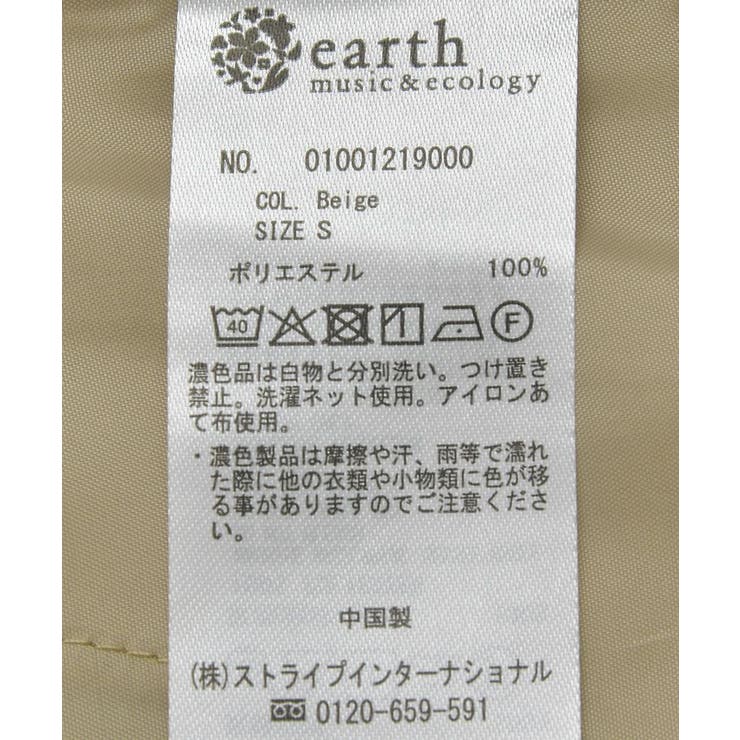 earth
music&ecology
NO. 01001219000
COL. Beige
SIZE S
ポリエステル 100%
40 F
濃色品は白物と分別洗い。つけ置き
禁止。洗濯ネット使用。アイロンあ
て布使用。
・濃色製品は摩擦や汗、雨等で濡れ
た際に他の衣類や小物類に色が移
る事がありますのでご注意くださ
い。
中国製
(株)ストライプインターナショナル
0120-659-591